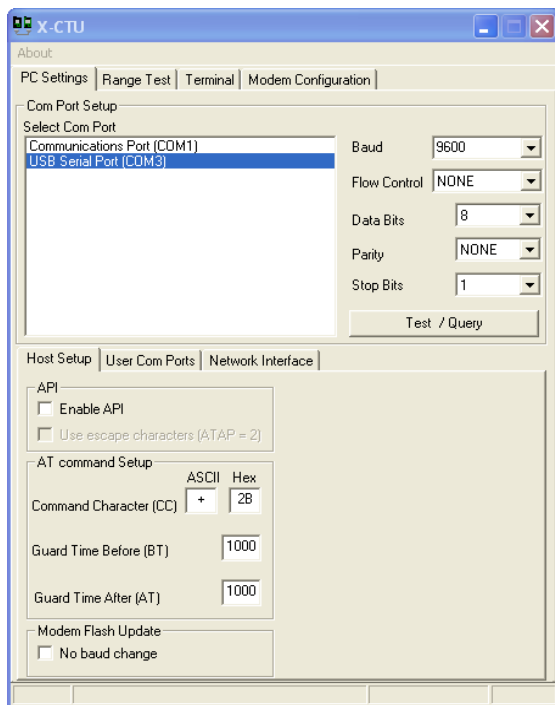 X-CTU
About
PC Settings Range Test Terminal Modem Configuration
Com Port Setup
Select Com Port
Communications Port (COM1)
USB Serial Port (COM3)
Baud 9600
Flow Control NONE
Data Bits 8
Parity NONE
Stop Bits 1
Test / Query
Host Setup User Com Ports Network Interface
API
Enable API
Use escape characters (ATAP = 2)
AT command Setup
ASCII Hex
Command Character (CC) + 2B
Guard Time Before (BT) 1000
Guard Time After (AT) 1000
Modem Flash Update
No baud change